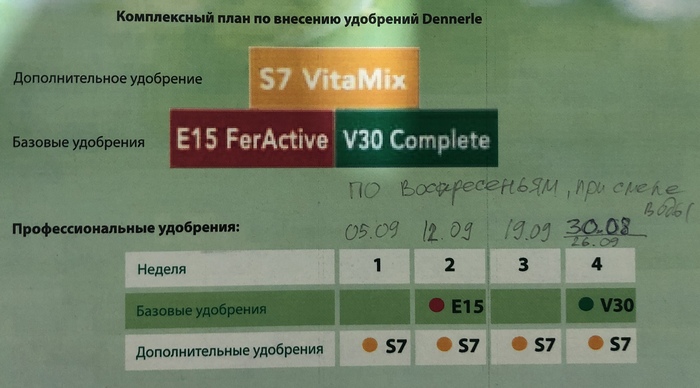 Комплексный план по внесению удобрений Dennerle
Дополнительное удобрение S7 VitaMix
Базовые удобрения E15 FerActive V30 Complete
по воскресеньям, при смене
воды
Профессиональные удобрения: 05.09 12.09 19.09 30.08
26.09
Неделя 1 2 3 4
Базовые удобрения E15 V30
Дополнительные удобрения S7 S7 S7 S7